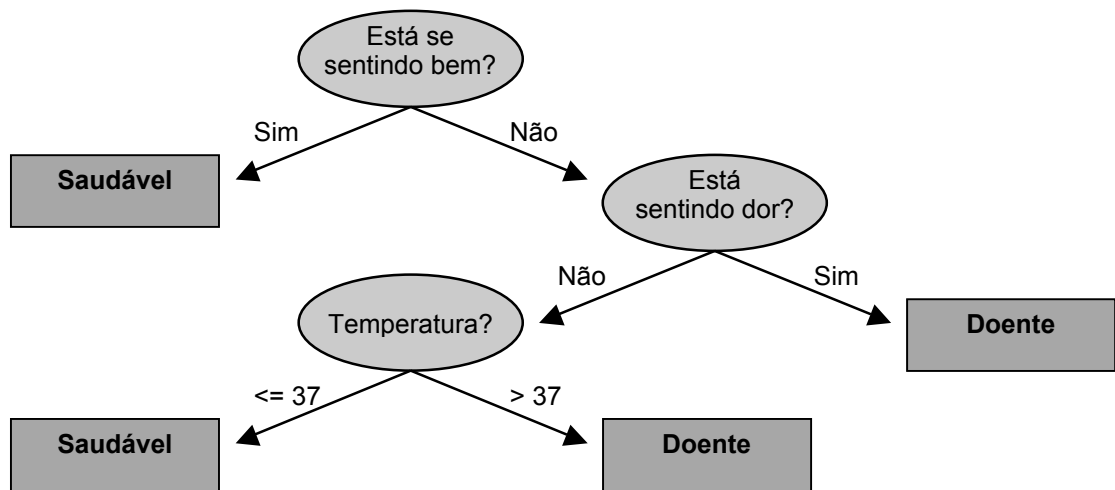 Está se
sentindo bem?
Sim
Não
Saudável
Está
sentindo dor?
Não
Sim
Temperatura?
Doente
<= 37
> 37
Saudável
Doente